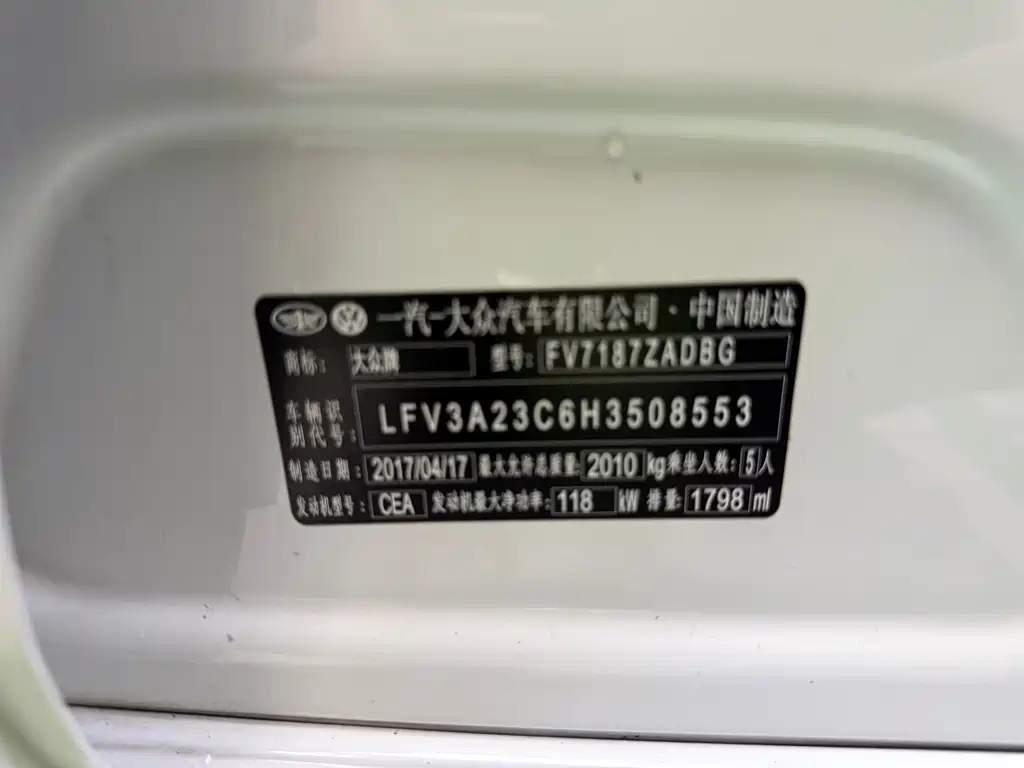 一汽-大众汽车有限公司·中国制造
商标: 大众牌 型号: FV7187ZADBG
车辆识别代号: LFV3A23C6H3508553
制造日期: 2017/04/17 最大允许总质量: 2010 kg 乘坐人数: 5人
发动机型号: CEA 发动机最大净功率: 118 kW 排量: 1798 ml